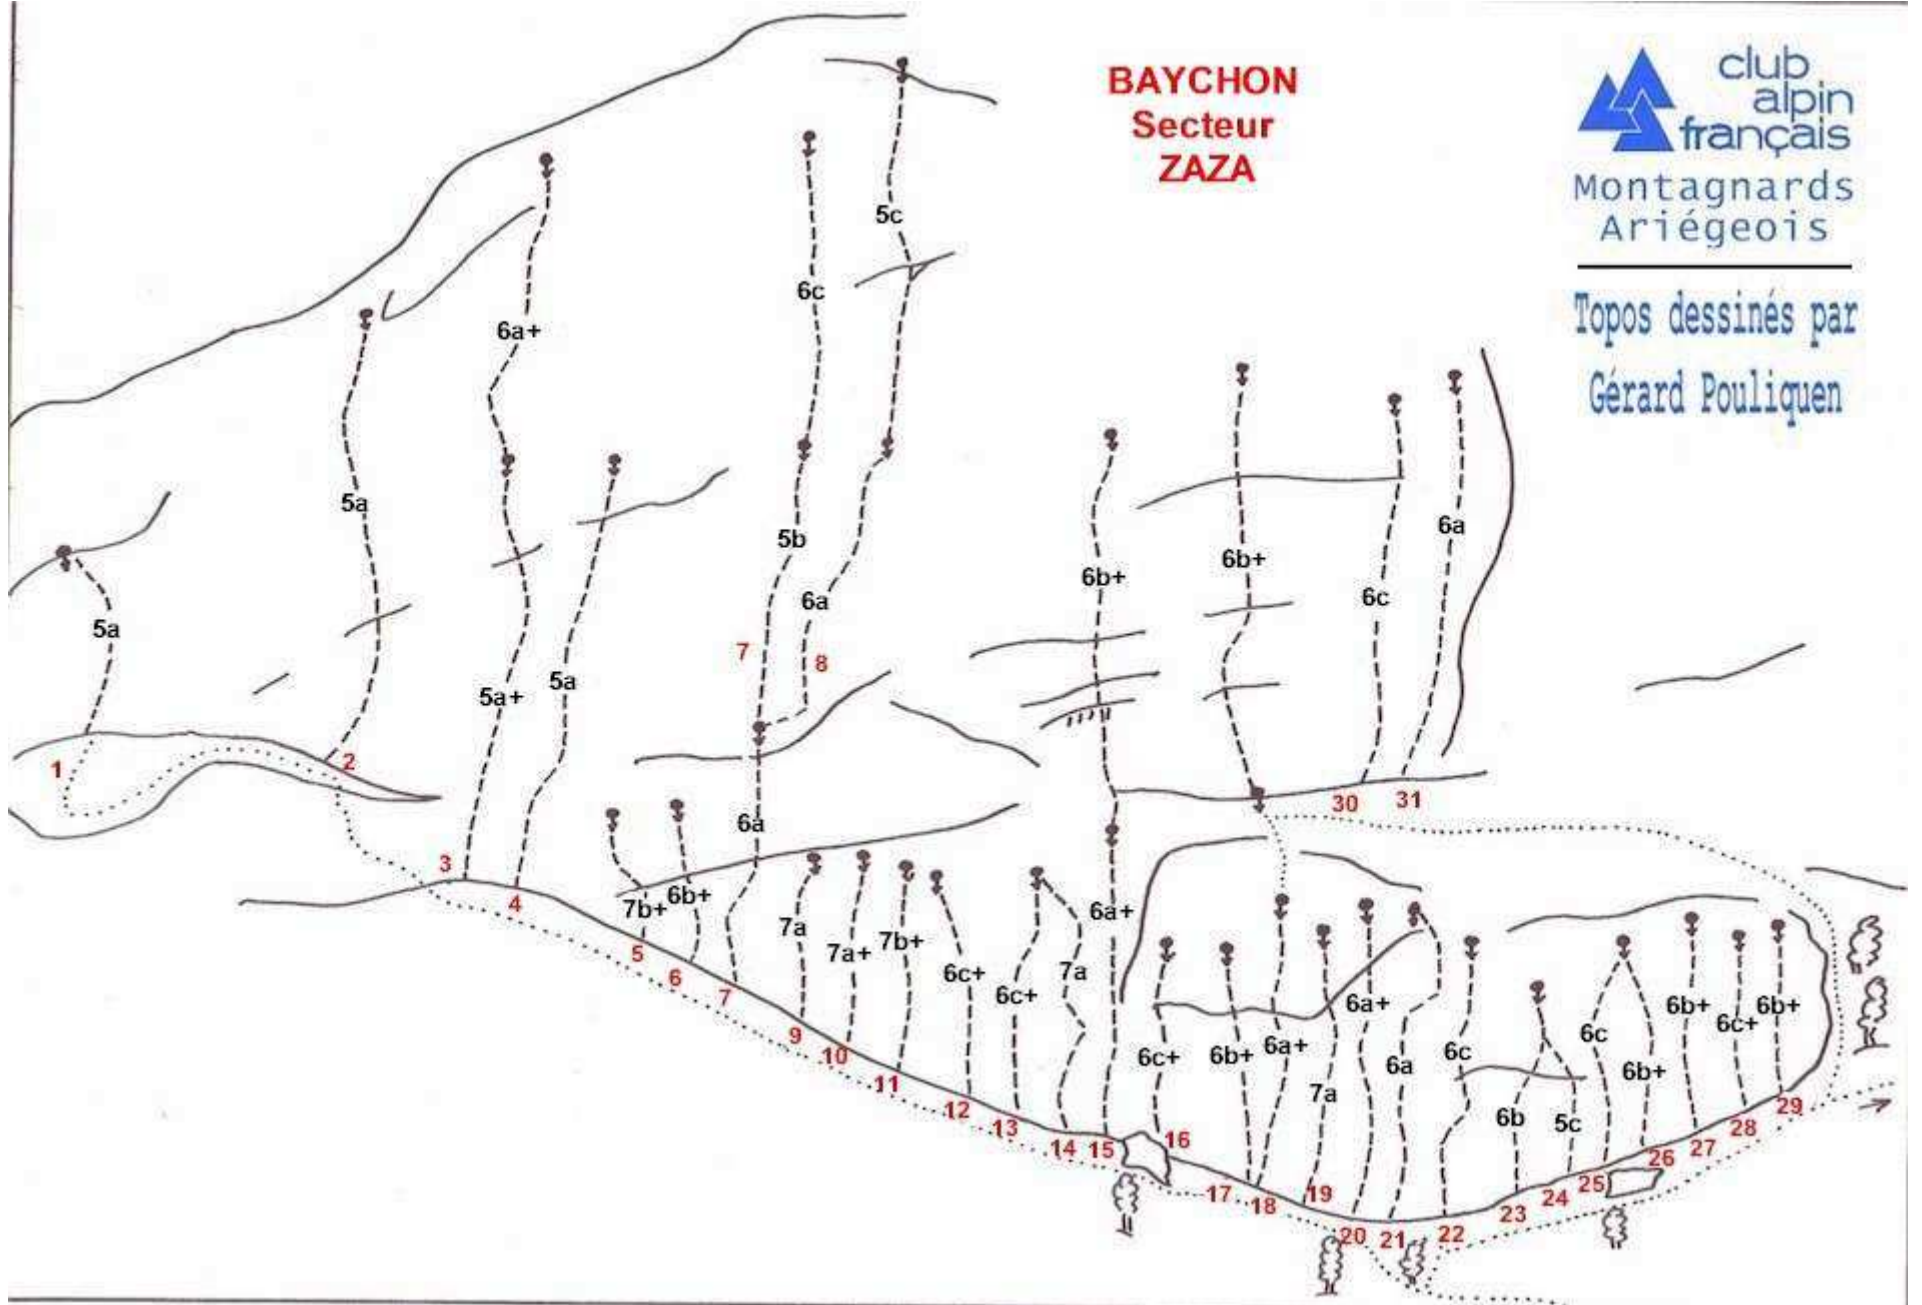 BAYCHON
Secteur
ZAZA
club
alpin
français
Montagnards
Ariégeois
Topos dessinés par
Gérard Pouliquen
5c
6c
6a+
5a
6a
5b
6b+
6b+
6c
6a
5a
7
8
5a
5a+
1
2
30
31
6a
3
4
7b+
6b+
7a
7a+
7b+
6c+
6c+
7a
6a+
5
6
7
9
10
11
12
13
14
15
16
6c+
6b+
6a+
7a
6a+
6a
6c
6b
5c
6c
6b+
6b+
6c+
6b+
17
18
19
20
21
22
23
24
25
26
27
28
29